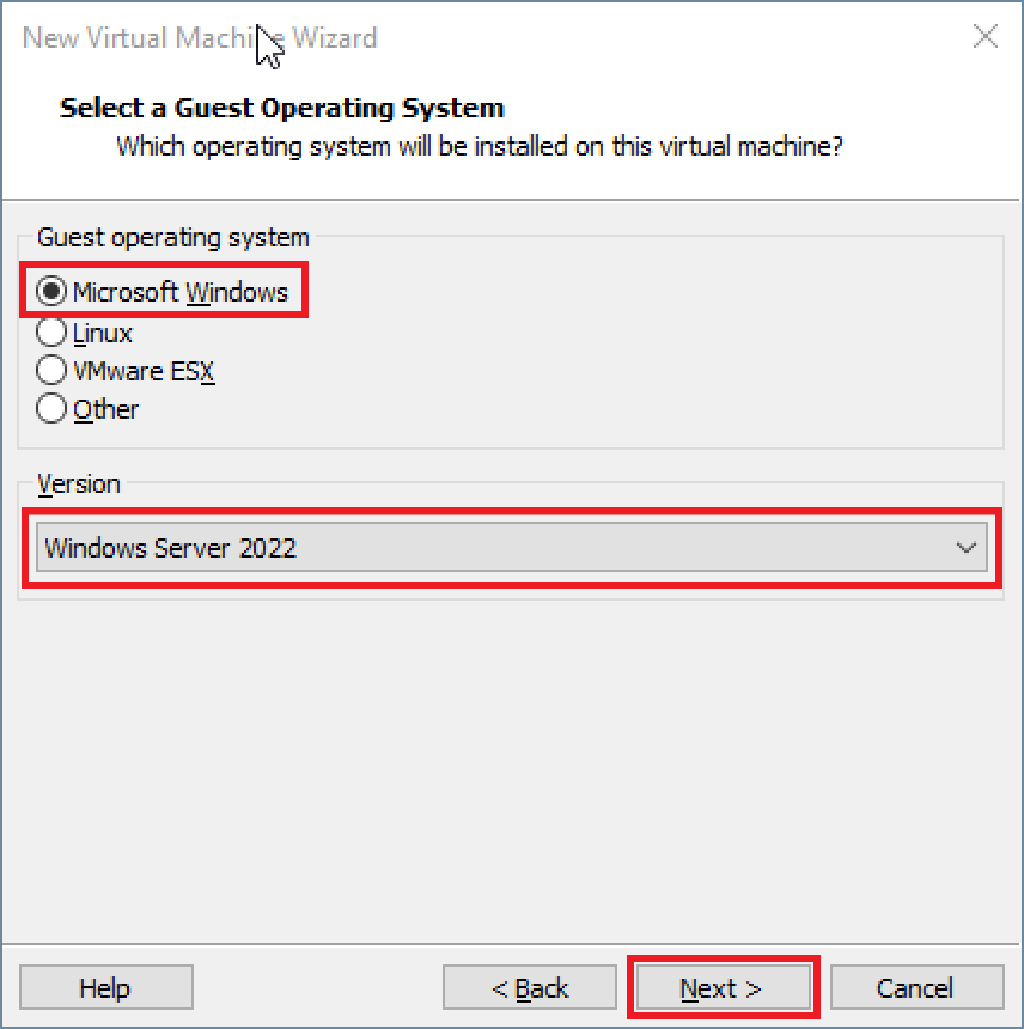 New Virtual Machine Wizard
Select a Guest Operating System
Which operating system will be installed on this virtual machine?
Guest operating system
Microsoft Windows
Linux
VMware ESX
Other
Version
Windows Server 2022
Help
< Back
Next >
Cancel